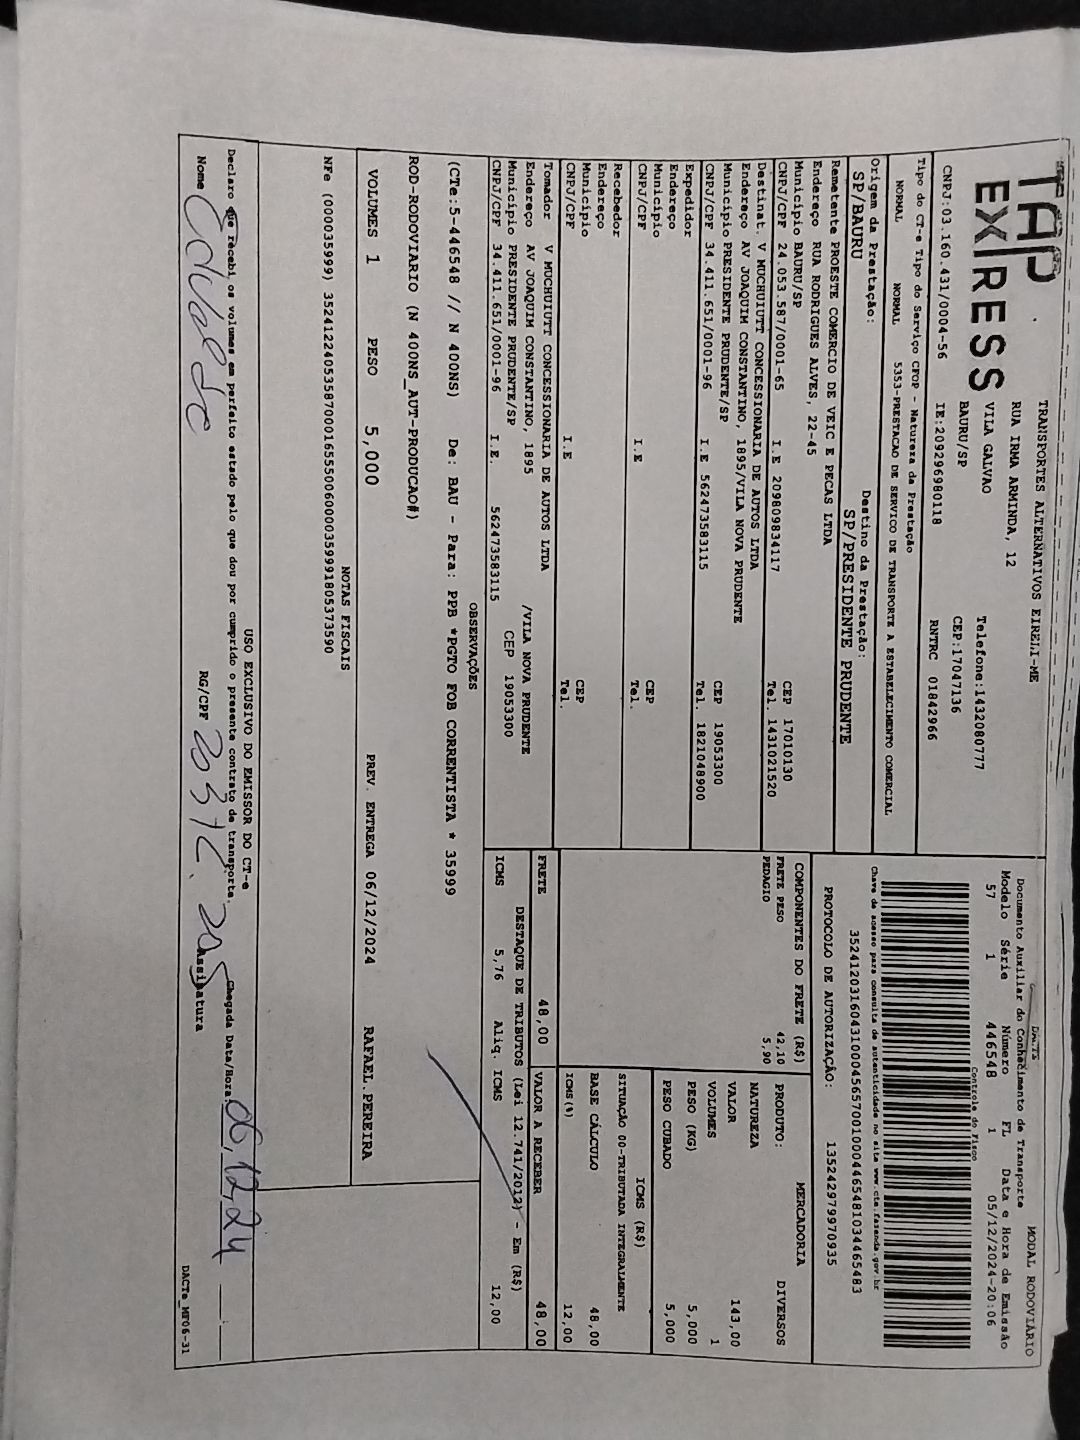 TAP
EXPRESS
TRANSPORTES ALTERNATIVOS EIRELI-ME
RUA IRMA ARMINDA, 12
VILA GALVAO
BAURU/SP
Telefone:1432080777
CEP:17047136
CNPJ:03.160.431/0004-56 IE:209296980118 RNTRC 01842966
DACTE MODAL RODOVIÁRIO
Documento Auxiliar do Conhecimento de Transporte
Modelo Série Número FL Data e Hora de Emissão
57 1 446548 1 05/12/2024-20:06
Controle do Fisco
Chave de acesso para consulta de autenticidade no site www.cte.fazenda.gov.br
PROTOCOLO DE AUTORIZAÇÃO: 135242979970935
Tipo do CT-e Tipo do Serviço CFOP - Natureza da Prestação
NORMAL NORMAL 5353-PRESTACAO DE SERVICO DE TRANSPORTE A ESTABELECIMENTO COMERCIAL
Origem da Prestação: Destino da Prestação:
SP/BAURU SP/PRESIDENTE PRUDENTE
Remetente PROESTE COMERCIO DE VEIC E PECAS LTDA
Endereço RUA RODRIGUES ALVES, 22-45
Município BAURU/SP CEP 17010130
CNPJ/CPF 24.053.587/0001-65 I.E 209809834117 Tel. 1431021520
Destinat. V MUCHUIUTT CONCESSIONARIA DE AUTOS LTDA
Endereço AV JOAQUIM CONSTANTINO, 1895/VILA NOVA PRUDENTE
Município PRESIDENTE PRUDENTE/SP CEP 19053300
CNPJ/CPF 34.411.651/0001-96 I.E 562473583115 Tel. 1821048900
Expedidor
Endereço
Município CEP
CNPJ/CPF I.E Tel.
Recebedor
Endereço
Município CEP
CNPJ/CPF I.E Tel.
Tomador V MUCHUIUTT CONCESSIONARIA DE AUTOS LTDA
Endereço AV JOAQUIM CONSTANTINO, 1895 /VILA NOVA PRUDENTE
Município PRESIDENTE PRUDENTE/SP CEP 19053300
CNPJ/CPF 34.411.651/0001-96 I.E. 562473583115
COMPONENTES DO FRETE (R$)
FRETE PESO 42,10
PEDAGIO 5,90
FRETE 48,00
MERCADORIA
PRODUTO: DIVERSOS
NATUREZA
VALOR 143,00
VOLUMES 1
PESO (KG) 5,000
PESO CUBADO 5,000
ICMS (R$)
SITUAÇÃO 00-TRIBUTADA INTEGRALMENTE
BASE CÁLCULO 48,00
ICMS (%) 12,00
VALOR A RECEBER 48,00
DESTAQUE DE TRIBUTOS (Lei 12.741/2012) - Em (R$)
ICMS 5,76 Aliq. ICMS 12,00
OBSERVAÇÕES
(CTe:5-446548 // N 400NS) De: BAU - Para: PPB *PGTO FOB CORRENTISTA * 35999
ROD-RODOVIARIO (N 400NS_AUT-PRODUCAO#)
VOLUMES 1 PESO 5,000 PREV. ENTREGA 06/12/2024 RAFAEL.PEREIRA
NOTAS FISCAIS
USO EXCLUSIVO DO EMISSOR DO CT-e
Declaro que recebi os volumes em perfeito estado pelo que dou por cumprido o presente contrato de transporte.
Chegada Data/Hora: 06,12,24
Nome Edvaldo RG/CPF Assinatura
DACTe_MF06-31